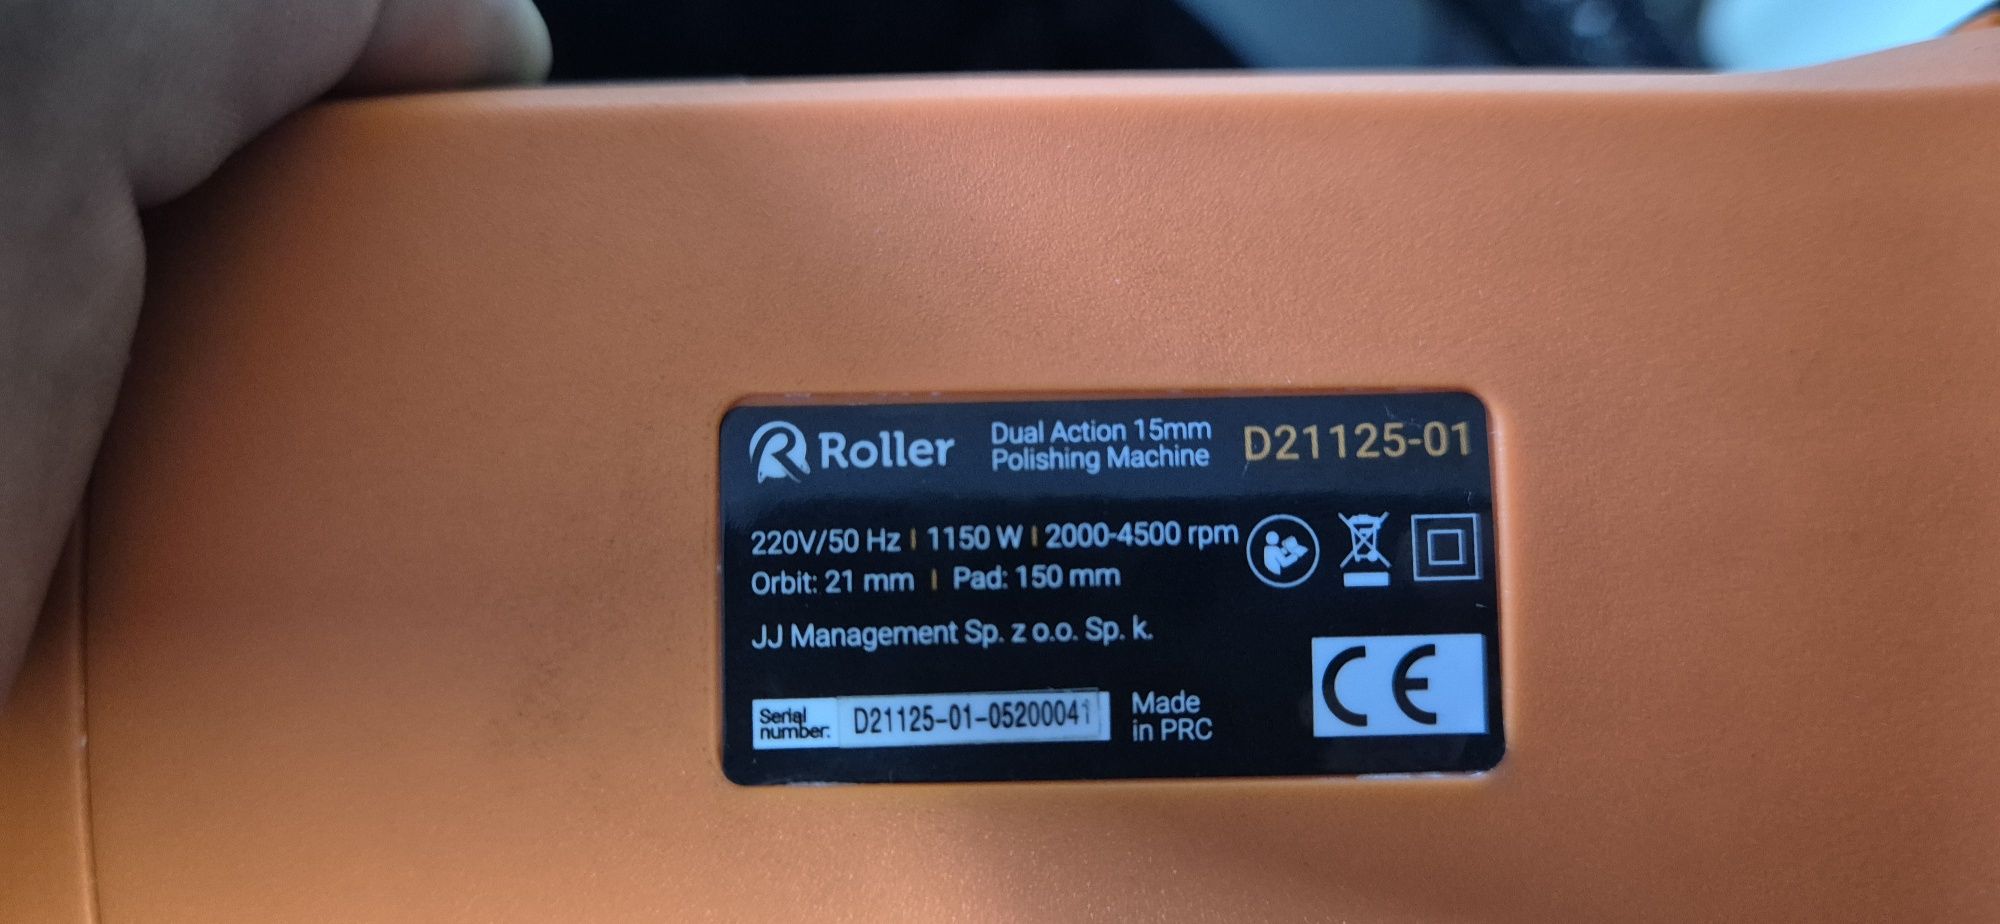 Roller
Dual Action 15mm
Polishing Machine
D21125-01
220V/50 Hz | 1150 W | 2000-4500 rpm
Orbit: 21 mm | Pad: 150 mm
JJ Management Sp. z o.o. Sp. k.
Serial
number:
D21125-01-05200041
Made
in PRC
CE